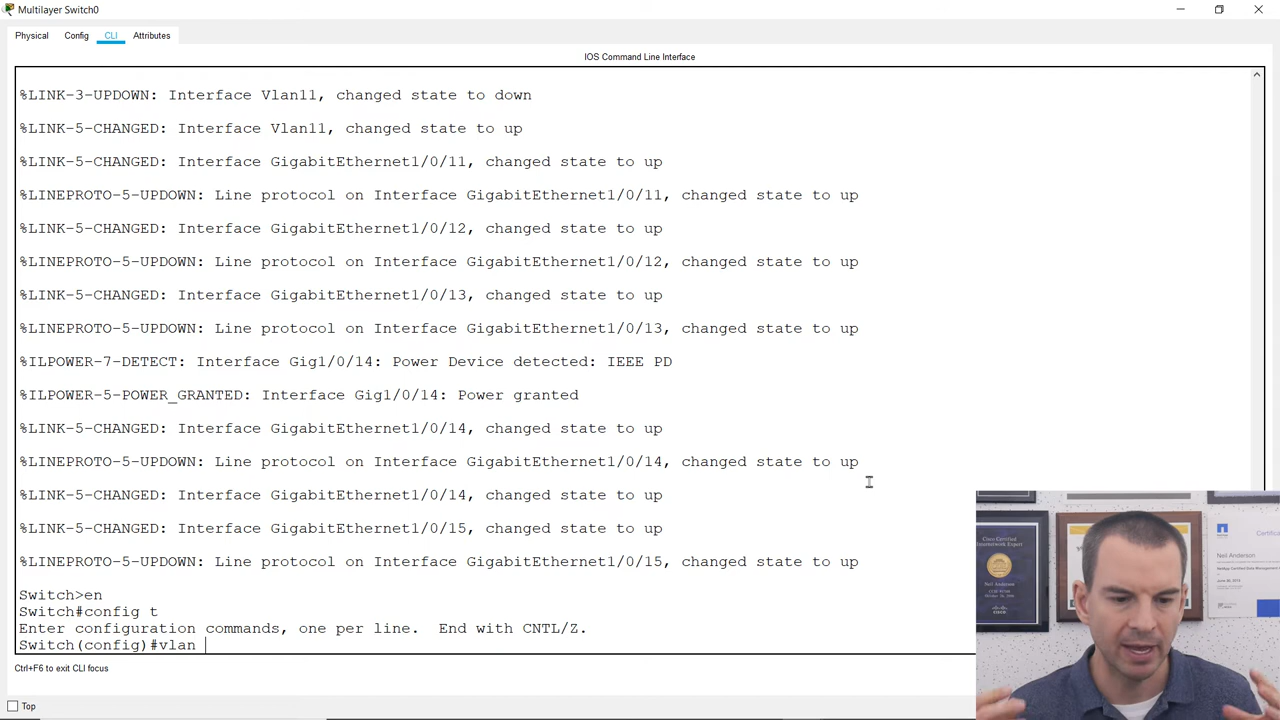 Multilayer Switch0
Physical Config CLI Attributes
IOS Command Line Interface
%LINK-3-UPDOWN: Interface Vlan11, changed state to down
%LINK-5-CHANGED: Interface Vlan11, changed state to up
%LINK-5-CHANGED: Interface GigabitEthernet1/0/11, changed state to up
%LINEPROTO-5-UPDOWN: Line protocol on Interface GigabitEthernet1/0/11, changed state to up
%LINK-5-CHANGED: Interface GigabitEthernet1/0/12, changed state to up
%LINEPROTO-5-UPDOWN: Line protocol on Interface GigabitEthernet1/0/12, changed state to up
%LINK-5-CHANGED: Interface GigabitEthernet1/0/13, changed state to up
%LINEPROTO-5-UPDOWN: Line protocol on Interface GigabitEthernet1/0/13, changed state to up
%ILPOWER-7-DETECT: Interface Gig1/0/14: Power Device detected: IEEE PD
%ILPOWER-5-POWER_GRANTED: Interface Gig1/0/14: Power granted
%LINK-5-CHANGED: Interface GigabitEthernet1/0/14, changed state to up
%LINEPROTO-5-UPDOWN: Line protocol on Interface GigabitEthernet1/0/14, changed state to up
%LINK-5-CHANGED: Interface GigabitEthernet1/0/14, changed state to up
%LINK-5-CHANGED: Interface GigabitEthernet1/0/15, changed state to up
%LINEPROTO-5-UPDOWN: Line protocol on Interface GigabitEthernet1/0/15, changed state to up
Switch>en
Switch#config t
Enter configuration commands, one per line. End with CNTL/Z.
Switch(config)#vlan
Ctrl+F6 to exit CLI focus
Top
Cisco Certified
Internetwork Expert
Neil Anderson
Neil Anderson